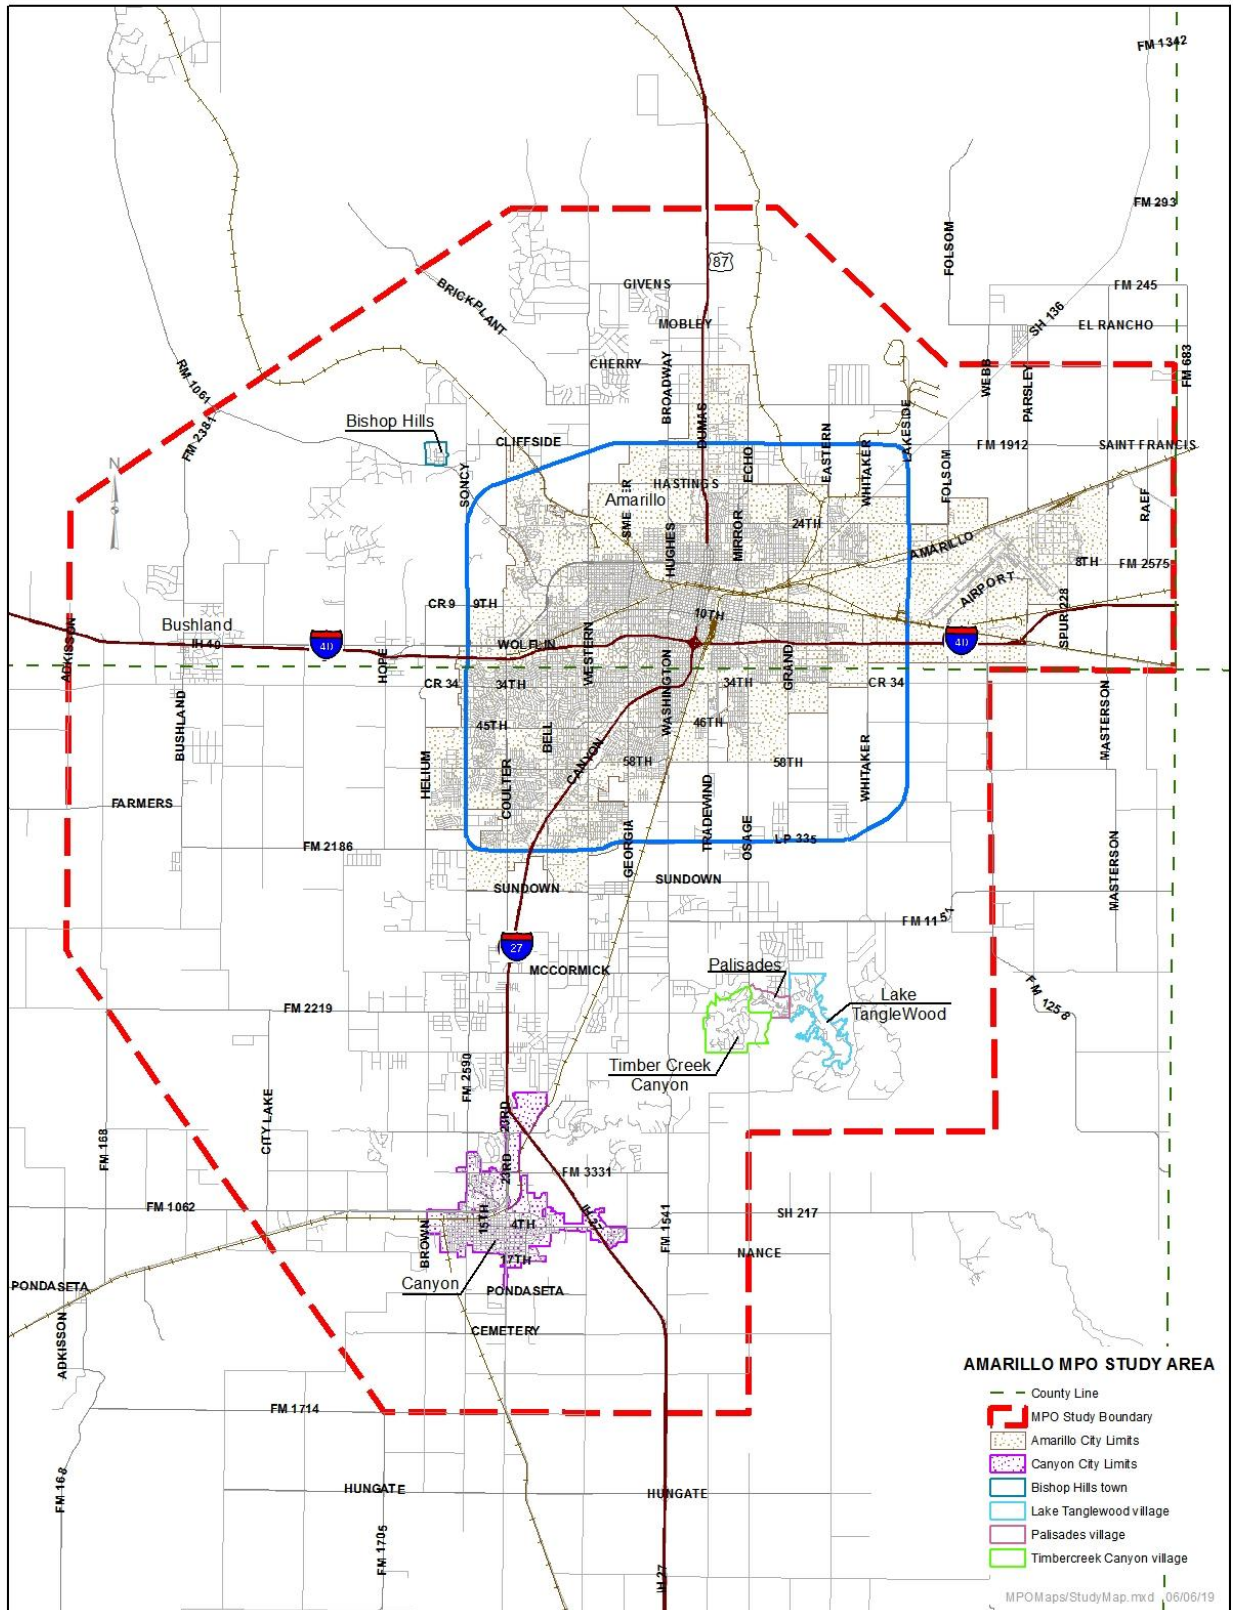 FM 1342
FM 293
FOLSOM
87
BRICKPLANT
GIVENS
FM 245
SH 136
MOBLEY
EL RANCHO
CHERRY
BROADWAY
WEBB
PARSLEY
FM 683
RM 1061
FM 2381
Bishop Hills
DUMAS
LAKESIDE
CLIFFSIDE
FM 1912
SAINT FRANCIS
N
SONCY
ECHO
EASTERN
WHITAKER
FOLSOM
HASTINGS
Amarillo
RAEF
24TH
HUGHES
MIRROR
AMARILLO
8TH
FM 2575
AIRPORT
CR 9
9TH
10TH
SPUR 228
Bushland
IH 40
40
WOLFLIN
40
ADKISSON
HOPE
WESTERN
WASHINGTON
GRAND
CR 34
34TH
34TH
CR 34
BUSHLAND
45TH
BELL
46TH
MASTERSON
HELIUM
COULTER
CANYON
58TH
58TH
WHITAKER
FARMERS
TRADEWIND
OSAGE
GEORGIA
LP 335
FM 2186
MASTERSON
SUNDOWN
SUNDOWN
FM 1151
27
MCCORMICK
Palisades
FM 1258
Lake
TangleWood
FM 2219
Timber Creek
Canyon
FM 2590
CITY LAKE
23RD
FM 168
23RD
FM 3331
FM 1062
15TH
4TH
IH 27
FM 1541
SH 217
BROWN
17TH
NANCE
PONDASETA
Canyon
PONDASETA
ADKISSON
CEMETERY
FM 1714
FM 168
HUNGATE
HUNGATE
FM 1705
IH 27
AMARILLO MPO STUDY AREA
County Line
MPO Study Boundary
Amarillo City Limits
Canyon City Limits
Bishop Hills town
Lake Tanglewood village
Palisades village
Timbercreek Canyon village
MPOMaps/StudyMap.mxd 06/06/19